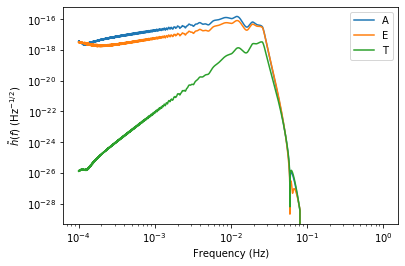 10⁻¹⁶
10⁻¹⁸
10⁻²⁰
10⁻²²
10⁻²⁴
10⁻²⁶
10⁻²⁸
h̃(f) (Hz⁻¹ᐟ²)
A
E
T
10⁻⁴ 10⁻³ 10⁻² 10⁻¹ 10⁰
Frequency (Hz)